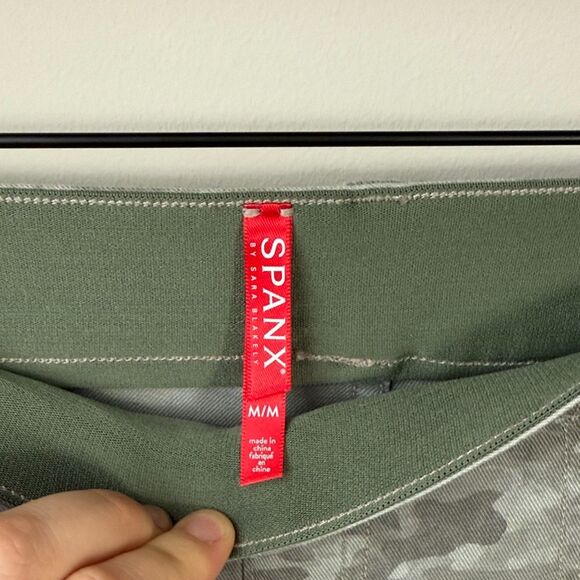 SPANX®
BY SARA BLAKELY
M/M
made in
china
fabriqué
en
chine